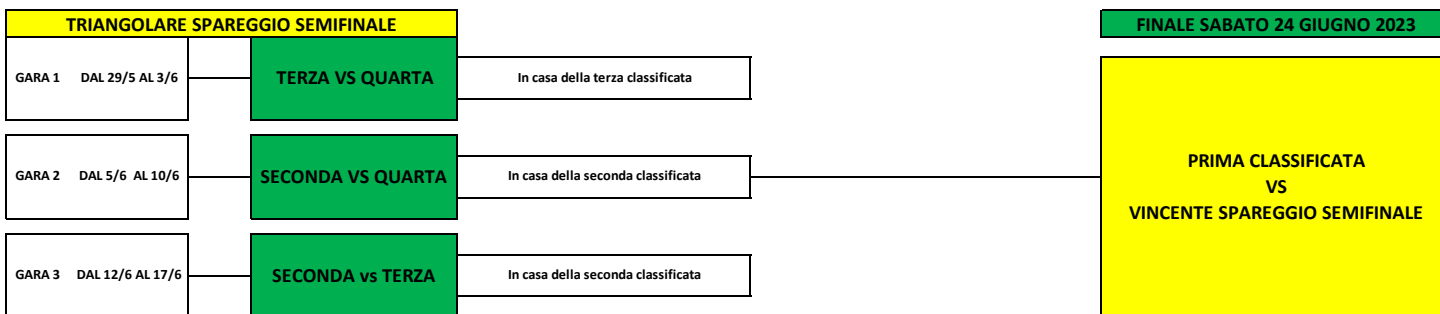 TRIANGOLARE SPAREGGIO SEMIFINALE
FINALE SABATO 24 GIUGNO 2023
GARA 1 DAL 29/5 AL 3/6
TERZA VS QUARTA
In casa della terza classificata
GARA 2 DAL 5/6 AL 10/6
SECONDA VS QUARTA
In casa della seconda classificata
GARA 3 DAL 12/6 AL 17/6
SECONDA vs TERZA
In casa della seconda classificata
PRIMA CLASSIFICATA
VS
VINCENTE SPAREGGIO SEMIFINALE